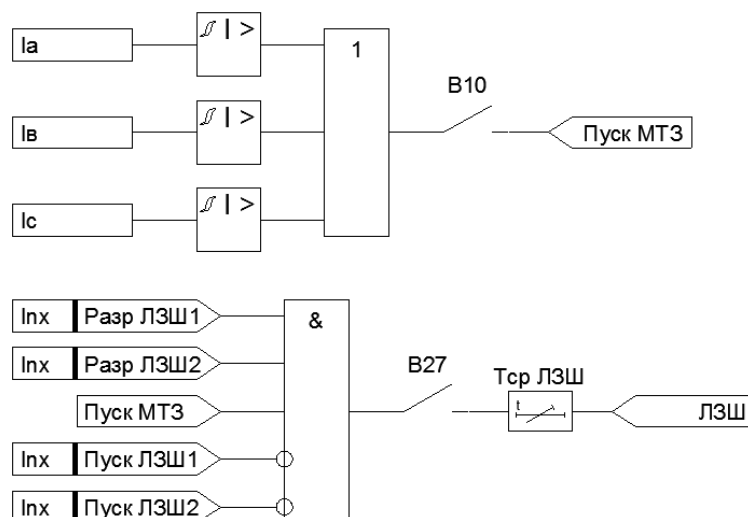 Ia
| >
1
B10
Iв
| >
Пуск МТЗ
Ic
| >
Inx Разр ЛЗШ1
&
Inx Разр ЛЗШ2
B27
Tср ЛЗШ
Пуск МТЗ
t
ЛЗШ
Inx Пуск ЛЗШ1
Inx Пуск ЛЗШ2